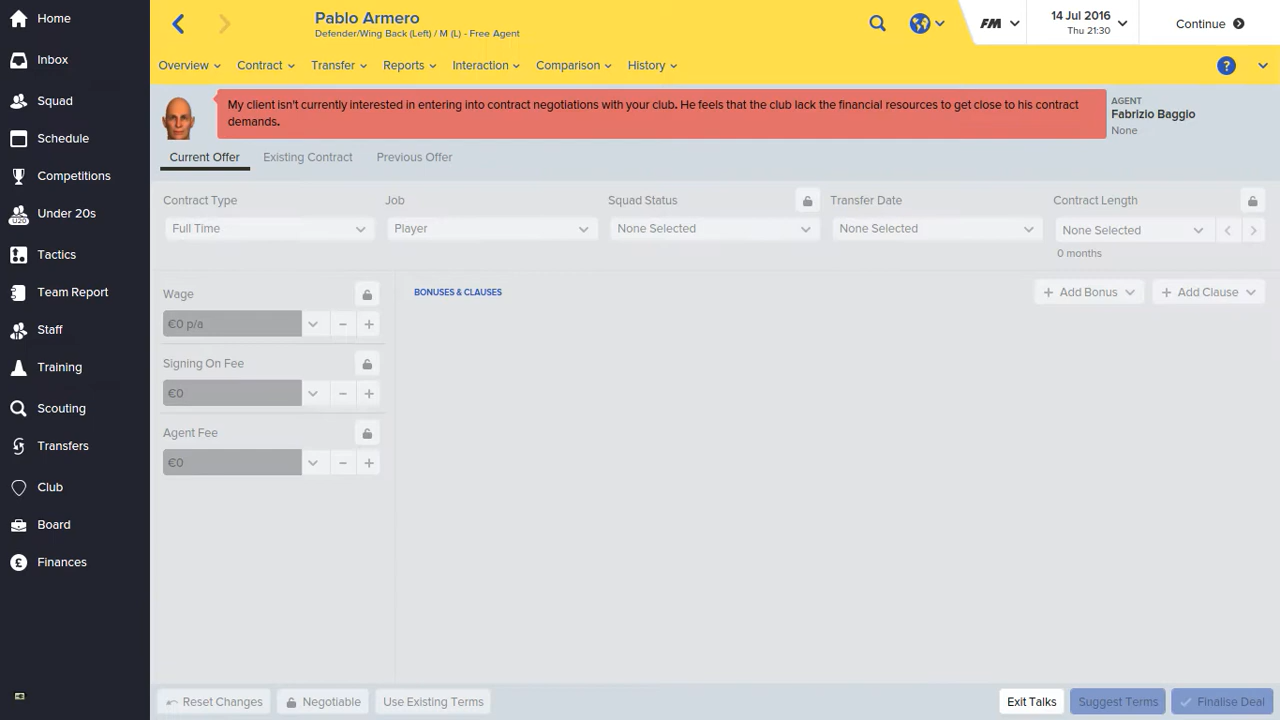 Home
Inbox
Squad
Schedule
Competitions
U20
Under 20s
Tactics
Team Report
Staff
Training
Scouting
Transfers
Club
Board
Finances
Pablo Armero
Defender/Wing Back (Left) / M (L) - Free Agent
FM
14 Jul 2016
Thu 21:30
Continue
Overview
Contract
Transfer
Reports
Interaction
Comparison
History
?
My client isn't currently interested in entering into contract negotiations with your club. He feels that the club lack the financial resources to get close to his contract
demands.
AGENT
Fabrizio Baggio
None
Current Offer
Existing Contract
Previous Offer
Contract Type
Full Time
Job
Player
Squad Status
None Selected
Transfer Date
None Selected
Contract Length
None Selected
0 months
Wage
€0 p/a
Signing On Fee
€0
Agent Fee
€0
BONUSES & CLAUSES
Add Bonus
Add Clause
Reset Changes
Negotiable
Use Existing Terms
Exit Talks
Suggest Terms
Finalise Deal